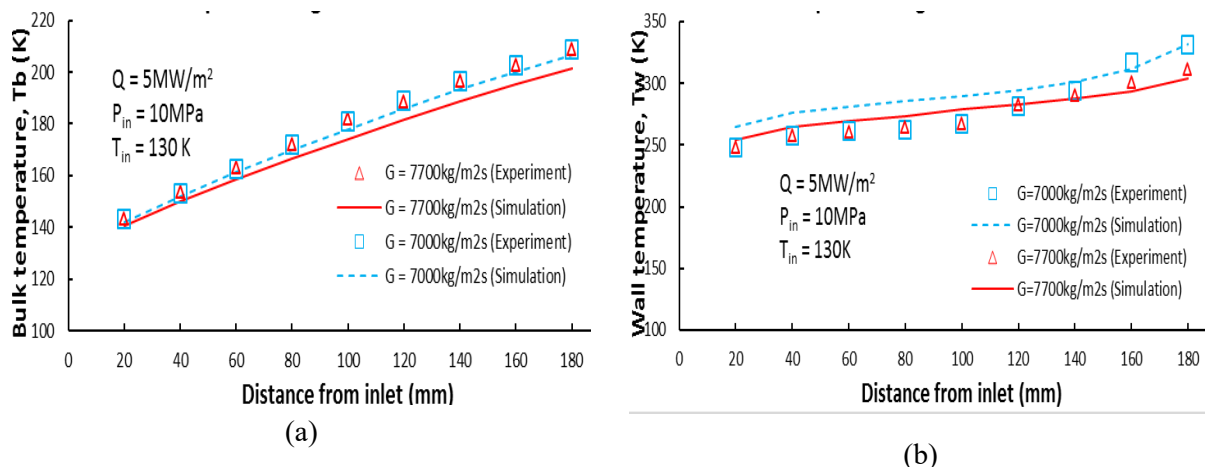 220
200
180
160
140
120
100
Bulk temperature, Tb (K)
Q = 5MW/m²
P_in = 10MPa
T_in = 130 K
G = 7700kg/m2s (Experiment)
G = 7700kg/m2s (Simulation)
G = 7000kg/m2s (Experiment)
G = 7000kg/m2s (Simulation)
0 20 40 60 80 100 120 140 160 180
Distance from inlet (mm)
(a)
350
300
250
200
150
100
Wall temperature, Tw (K)
Q = 5MW/m²
P_in = 10MPa
T_in = 130K
G=7000kg/m2s (Experiment)
G=7000kg/m2s (Simulation)
G=7700kg/m2s (Experiment)
G=7700kg/m2s (Simulation)
0 20 40 60 80 100 120 140 160 180
Distance from inlet (mm)
(b)